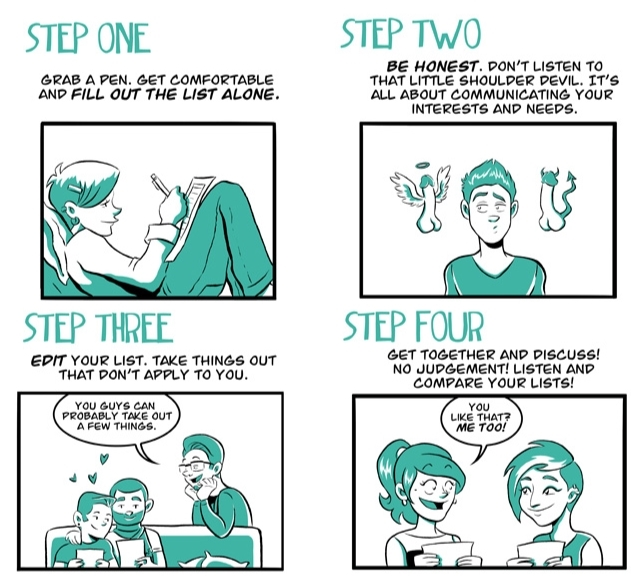 STEP ONE
GRAB A PEN. GET COMFORTABLE
AND FILL OUT THE LIST ALONE.
STEP TWO
BE HONEST. DON'T LISTEN TO
THAT LITTLE SHOULDER DEVIL. IT'S
ALL ABOUT COMMUNICATING YOUR
INTERESTS AND NEEDS.
STEP THREE
EDIT YOUR LIST. TAKE THINGS OUT
THAT DON'T APPLY TO YOU.
YOU GUYS CAN
PROBABLY TAKE OUT
A FEW THINGS.
STEP FOUR
GET TOGETHER AND DISCUSS!
NO JUDGEMENT! LISTEN AND
COMPARE YOUR LISTS!
YOU
LIKE THAT?
ME TOO!